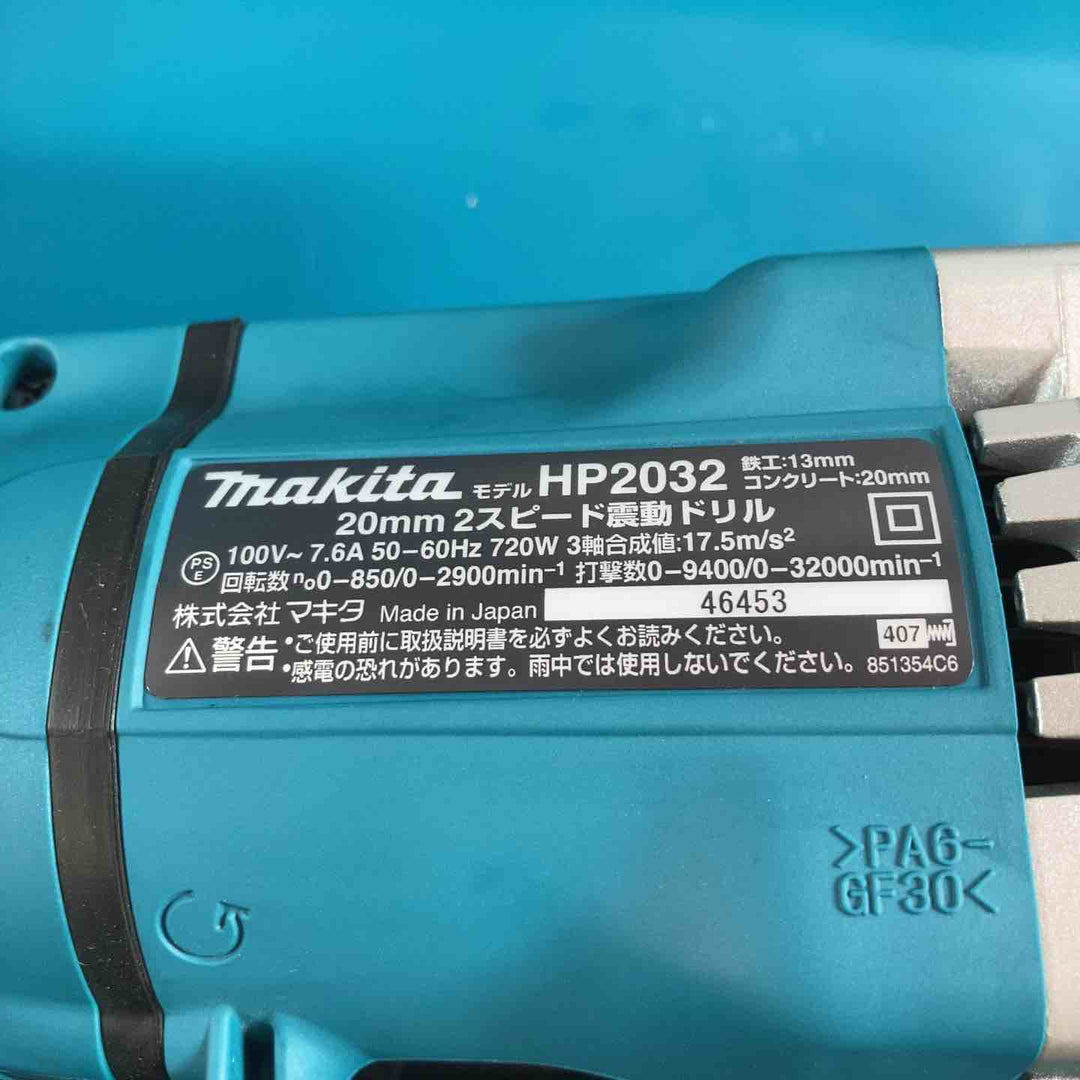 makita モデル HP2032 鉄工:13mm
コンクリート:20mm
20mm 2スピード震動ドリル
PS
E
100V～ 7.6A 50-60Hz 720W 3軸合成値:17.5m/s²
回転数 n₀0-850/0-2900min⁻¹ 打撃数0-9400/0-32000min⁻¹
株式会社 マキタ Made in Japan 46453
警告 •ご使用前に取扱説明書を必ずよくお読みください。 407
•感電の恐れがあります。雨中では使用しないでください。 851354C6
>PA6-
GF30<